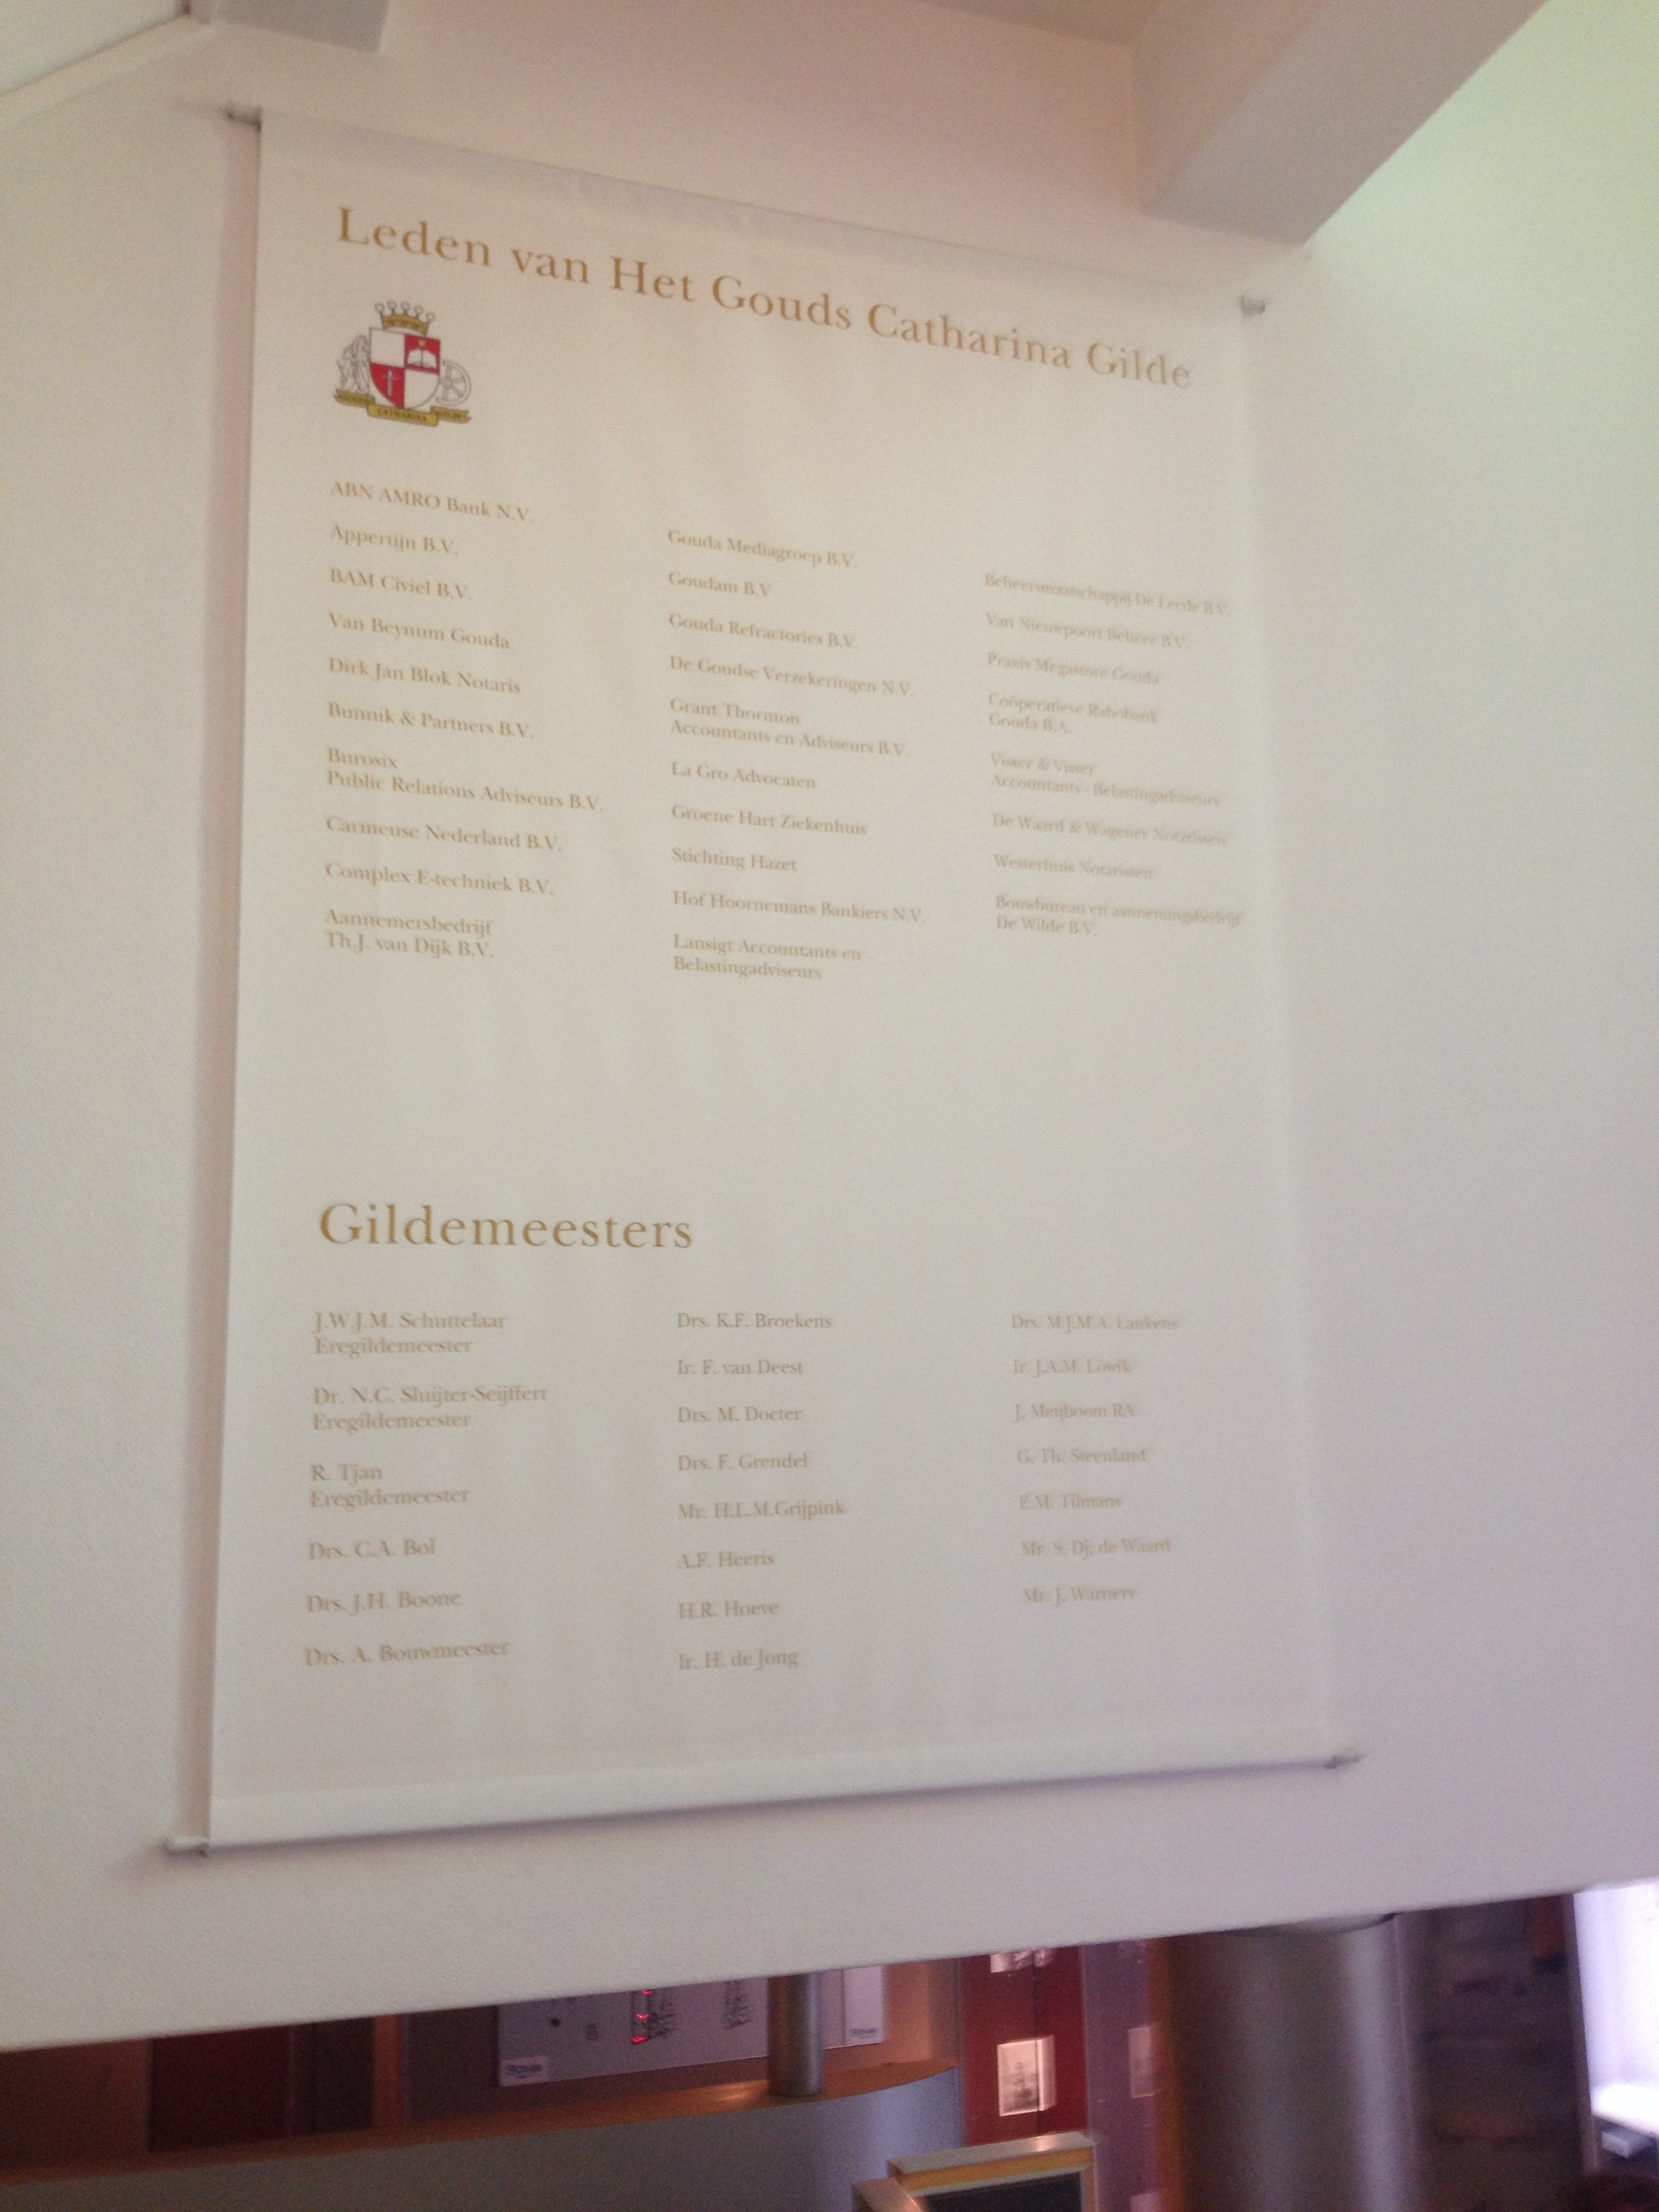 Leden van Het Gouds Catharina Gilde
CATHARINA
ABN AMRO Bank N.V.
Appertijn B.V.
BAM Civiel B.V.
Van Beynum Gouda
Dirk Jan Blok Notaris
Bunnik & Partners B.V.
Burosix
Public Relations Adviseurs B.V.
Carmeuse Nederland B.V.
Complex E-techniek B.V.
Aannemersbedrijf
Th.J. van Dijk B.V.
Gouda Mediagroep B.V.
Goudam B.V
Gouda Refractories B.V.
De Goudse Verzekeringen N.V.
Grant Thornton
Accountants en Adviseurs B.V.
La Gro Advocaten
Groene Hart Ziekenhuis
Stichting Hazet
Hof Hoornemans Bankiers N.V.
Lansigt Accountants en
Belastingadviseurs
Beheersmaatschappij De Leede B.V.
Van Nieuwpoort Beheer B.V.
Praxis Megastore Gouda
Coöperatieve Rabobank
Gouda B.A.
Visser & Visser
Accountants - Belastingadviseurs
De Waard & Wagener Notarissen
Westerhuis Notarissen
Bouwbureau en aannemingsbedrijf
De Wilde B.V.
Gildemeesters
J.W.J.M. Schuttelaar
Eregildemeester
Dr. N.C. Sluijter-Seijffert
Eregildemeester
R. Tjan
Eregildemeester
Drs. C.A. Bol
Drs. J.H. Boone
Drs. A. Bouwmeester
Drs. K.F. Broekens
Ir. F. van Deest
Drs. M. Docter
Drs. F. Grendel
Mr. H.L.M.Grijpink
A.F. Heeris
H.R. Hoeve
Ir. H. de Jong
Drs. M.J.M.A. Lankens
Ir. J.A.M. Löwik
J. Meijboom RA
G. Th. Steenland
E.M. Tilmans
Mr. S. Dj. de Waard
Mr. J. Warners